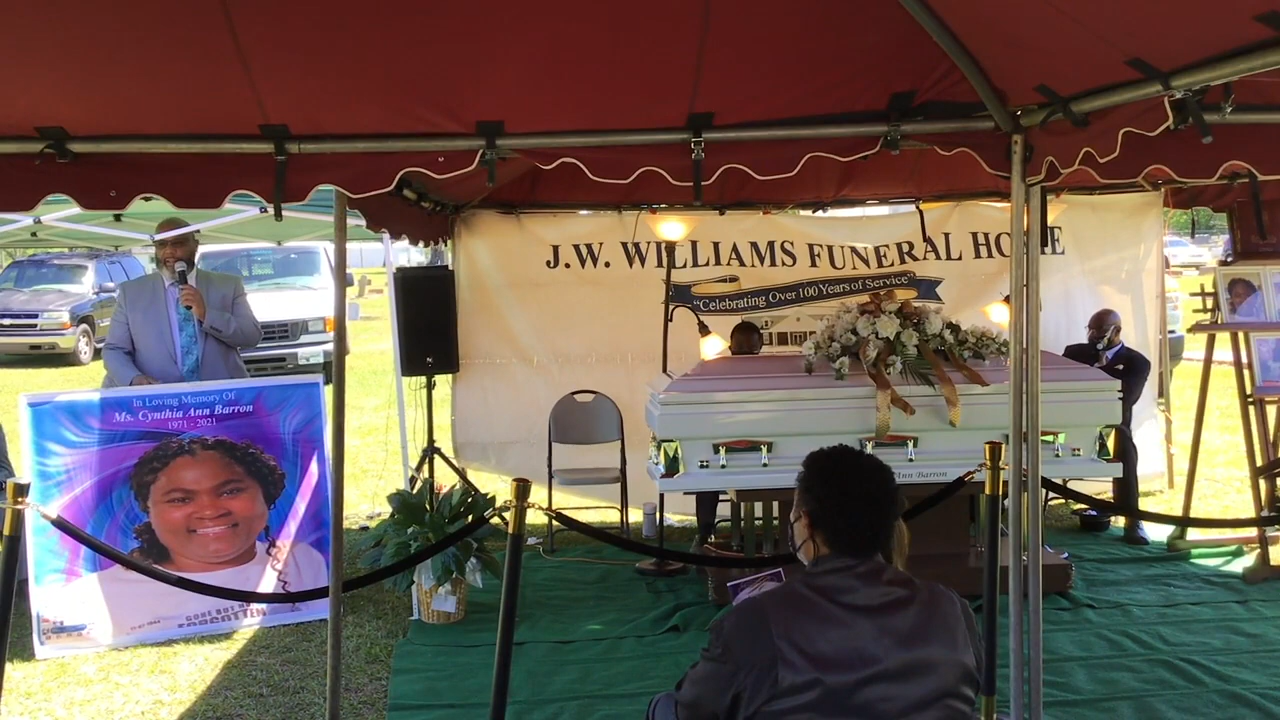 J.W. WILLIAMS FUNERAL HOME
"Celebrating Over 100 Years of Service"
In Loving Memory Of
Ms. Cynthia Ann Barron
1971 - 2021
GONE BUT NOT
FORGOTTEN
Ann Barron